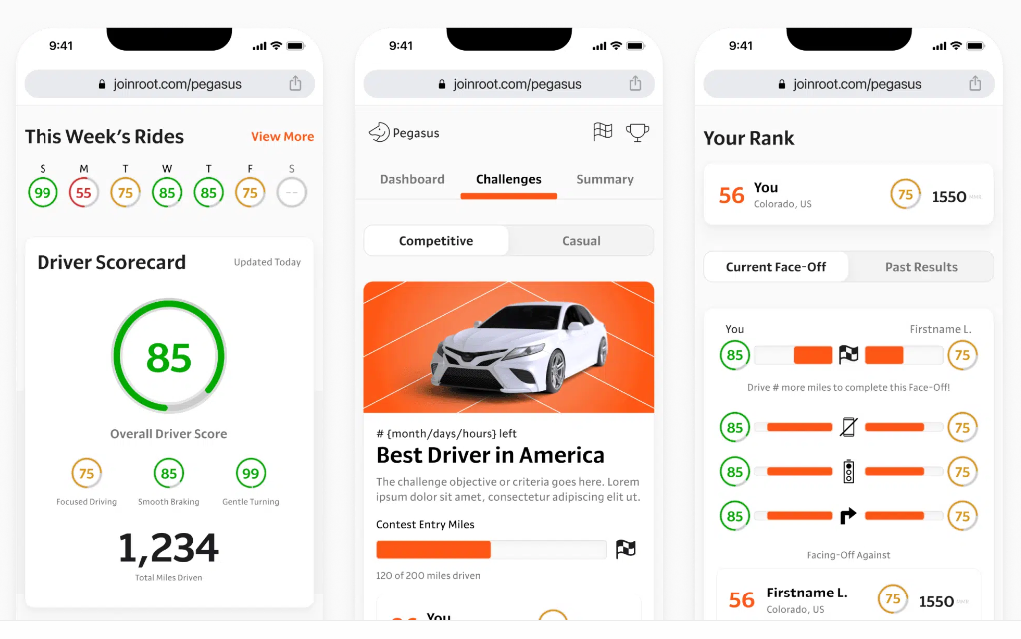 9:41
joinroot.com/pegasus
This Week's Rides
View More
S M T W T F S
99 55 75 85 85 75 --
Driver Scorecard
Updated Today
85
Overall Driver Score
75 85 99
Focused Driving Smooth Braking Gentle Turning
1,234
Total Miles Driven
9:41
joinroot.com/pegasus
Pegasus
Dashboard Challenges Summary
Competitive Casual
# {month/days/hours} left
Best Driver in America
The challenge objective or criteria goes here. Lorem
ipsum dolor sit amet, consectetur adipiscing elit ut.
Contest Entry Miles
120 of 200 miles driven
56 You
9:41
joinroot.com/pegasus
Your Rank
56 You 75 1550
Colorado, US
Current Face-Off Past Results
You Firstname L.
85 75
Drive # more miles to complete this Face-Off!
85 75
85 75
85 75
Facing-Off Against
56 Firstname L. 75 1550
Colorado, US